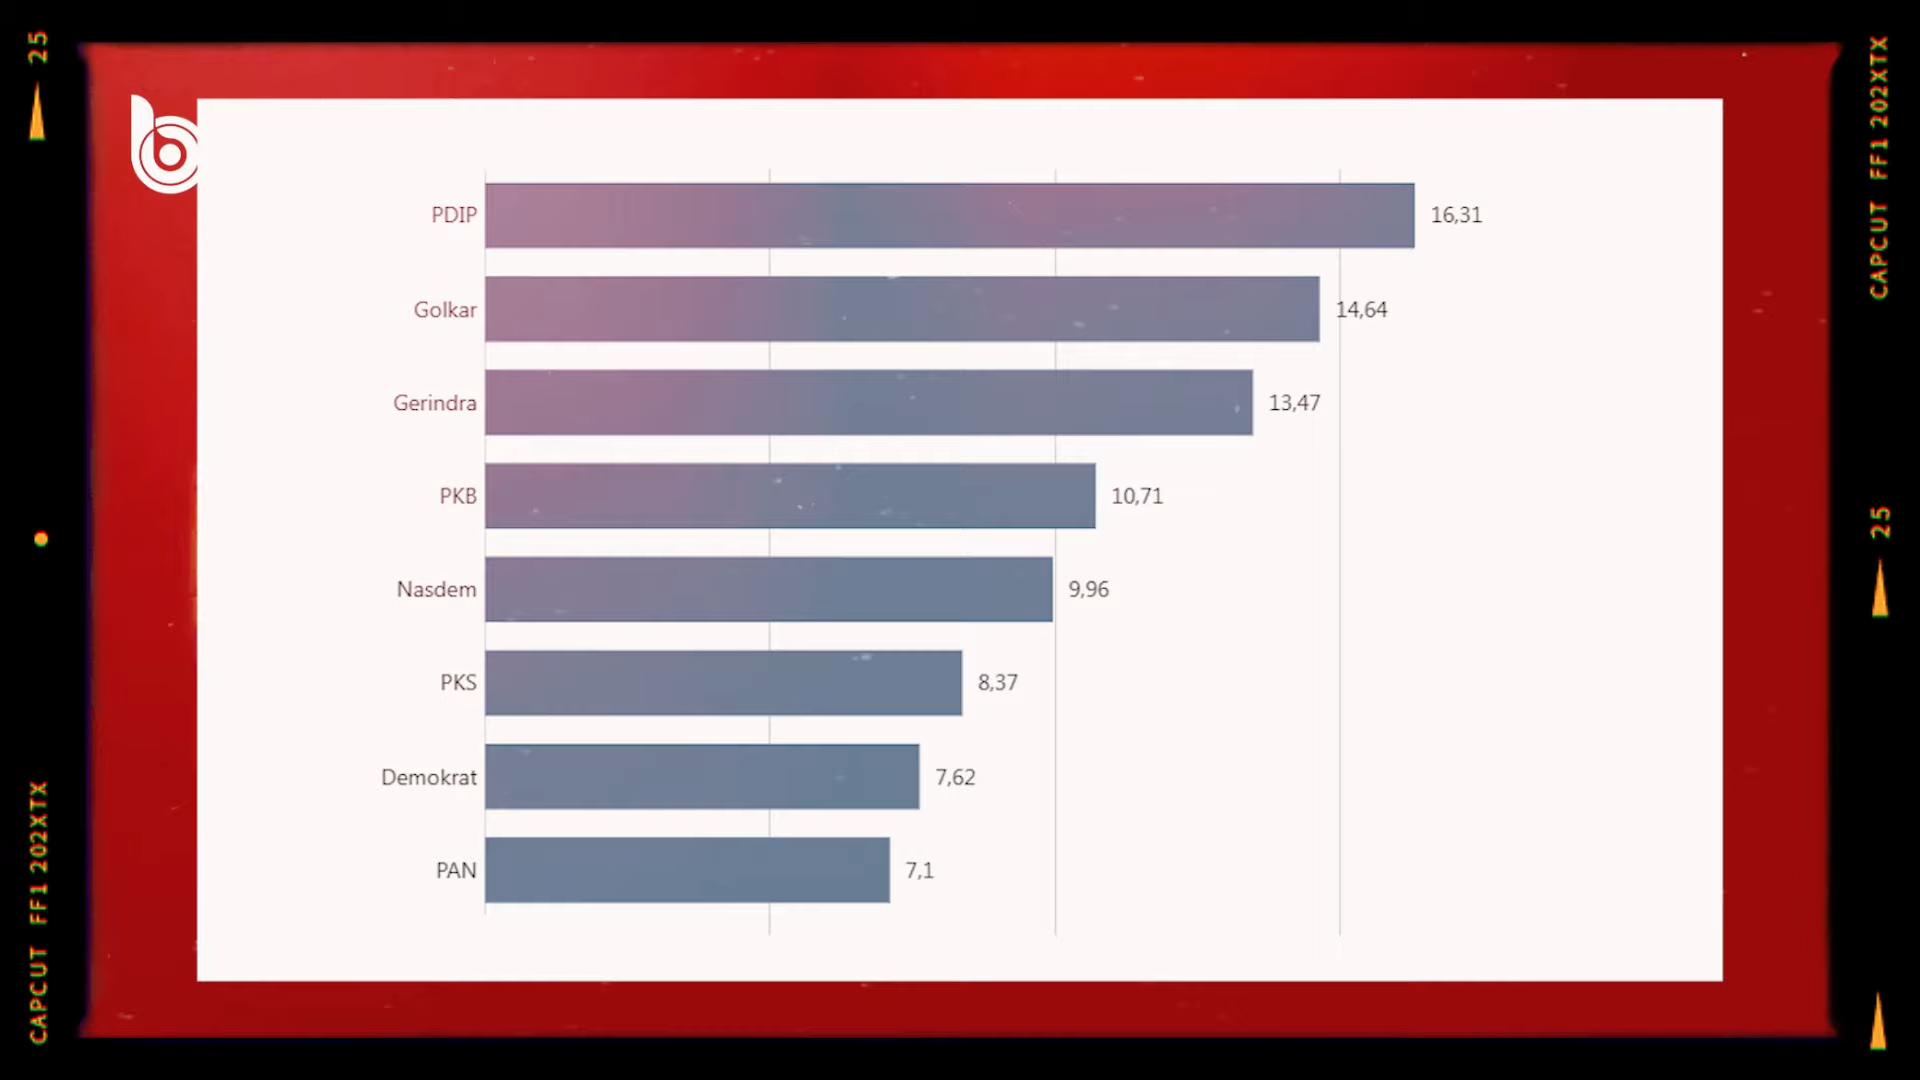 25
CAPCUT FF1 202XTX
PDIP 16,31
Golkar 14,64
Gerindra 13,47
PKB 10,71
Nasdem 9,96
PKS 8,37
Demokrat 7,62
PAN 7,1
CAPCUT FF1 202XTX
25